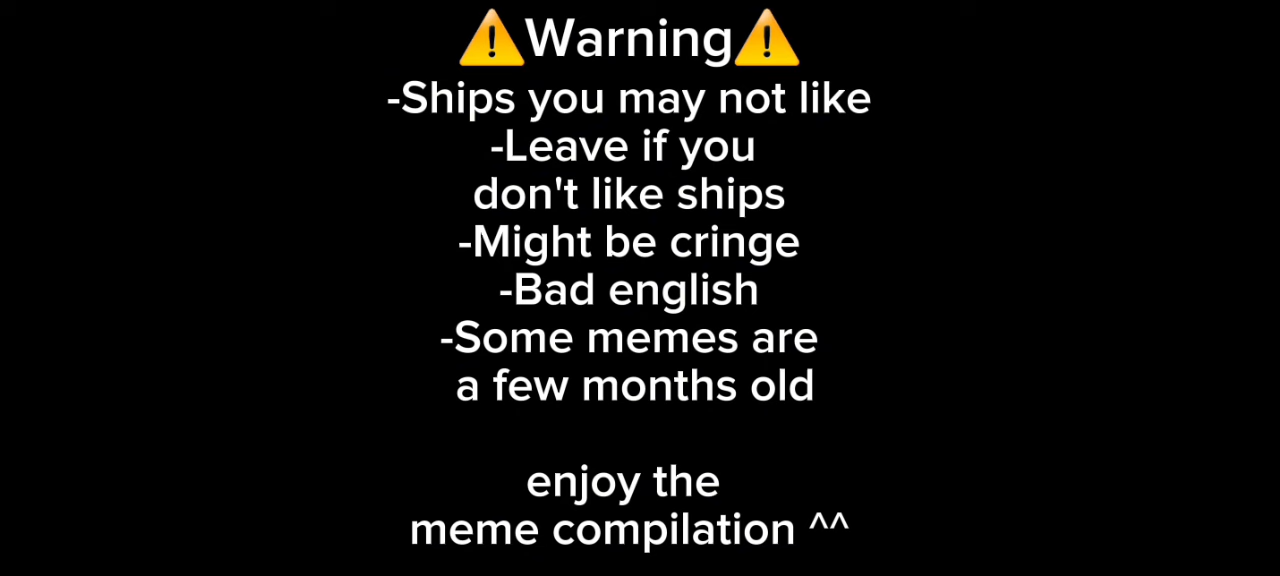 ⚠️Warning⚠️
-Ships you may not like
-Leave if you
don't like ships
-Might be cringe
-Bad english
-Some memes are
a few months old
enjoy the
meme compilation ^^